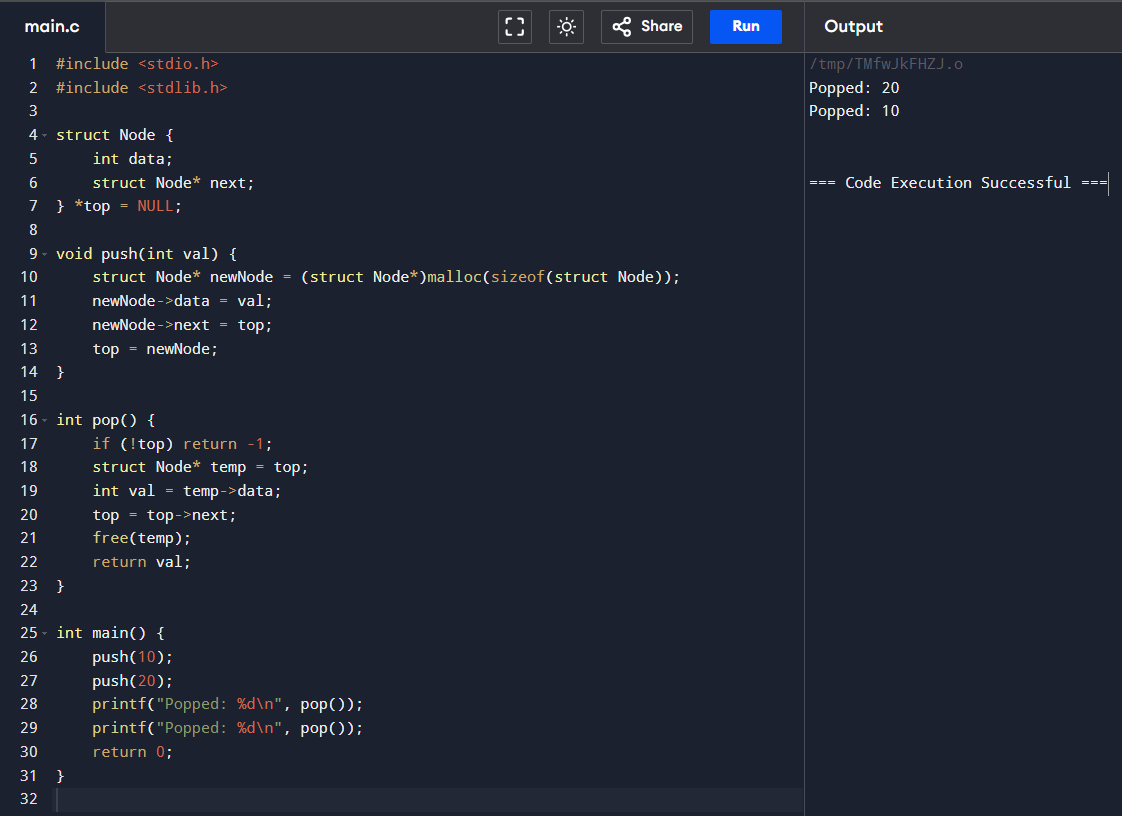 main.c
Share
Run
Output
1 #include <stdio.h>
2 #include <stdlib.h>
3
4 struct Node {
5     int data;
6     struct Node* next;
7 } *top = NULL;
8
9 void push(int val) {
10     struct Node* newNode = (struct Node*)malloc(sizeof(struct Node));
11     newNode->data = val;
12     newNode->next = top;
13     top = newNode;
14 }
15
16 int pop() {
17     if (!top) return -1;
18     struct Node* temp = top;
19     int val = temp->data;
20     top = top->next;
21     free(temp);
22     return val;
23 }
24
25 int main() {
26     push(10);
27     push(20);
28     printf("Popped: %d\n", pop());
29     printf("Popped: %d\n", pop());
30     return 0;
31 }
32
/tmp/TMfwJkFHZJ.o
Popped: 20
Popped: 10
=== Code Execution Successful ===